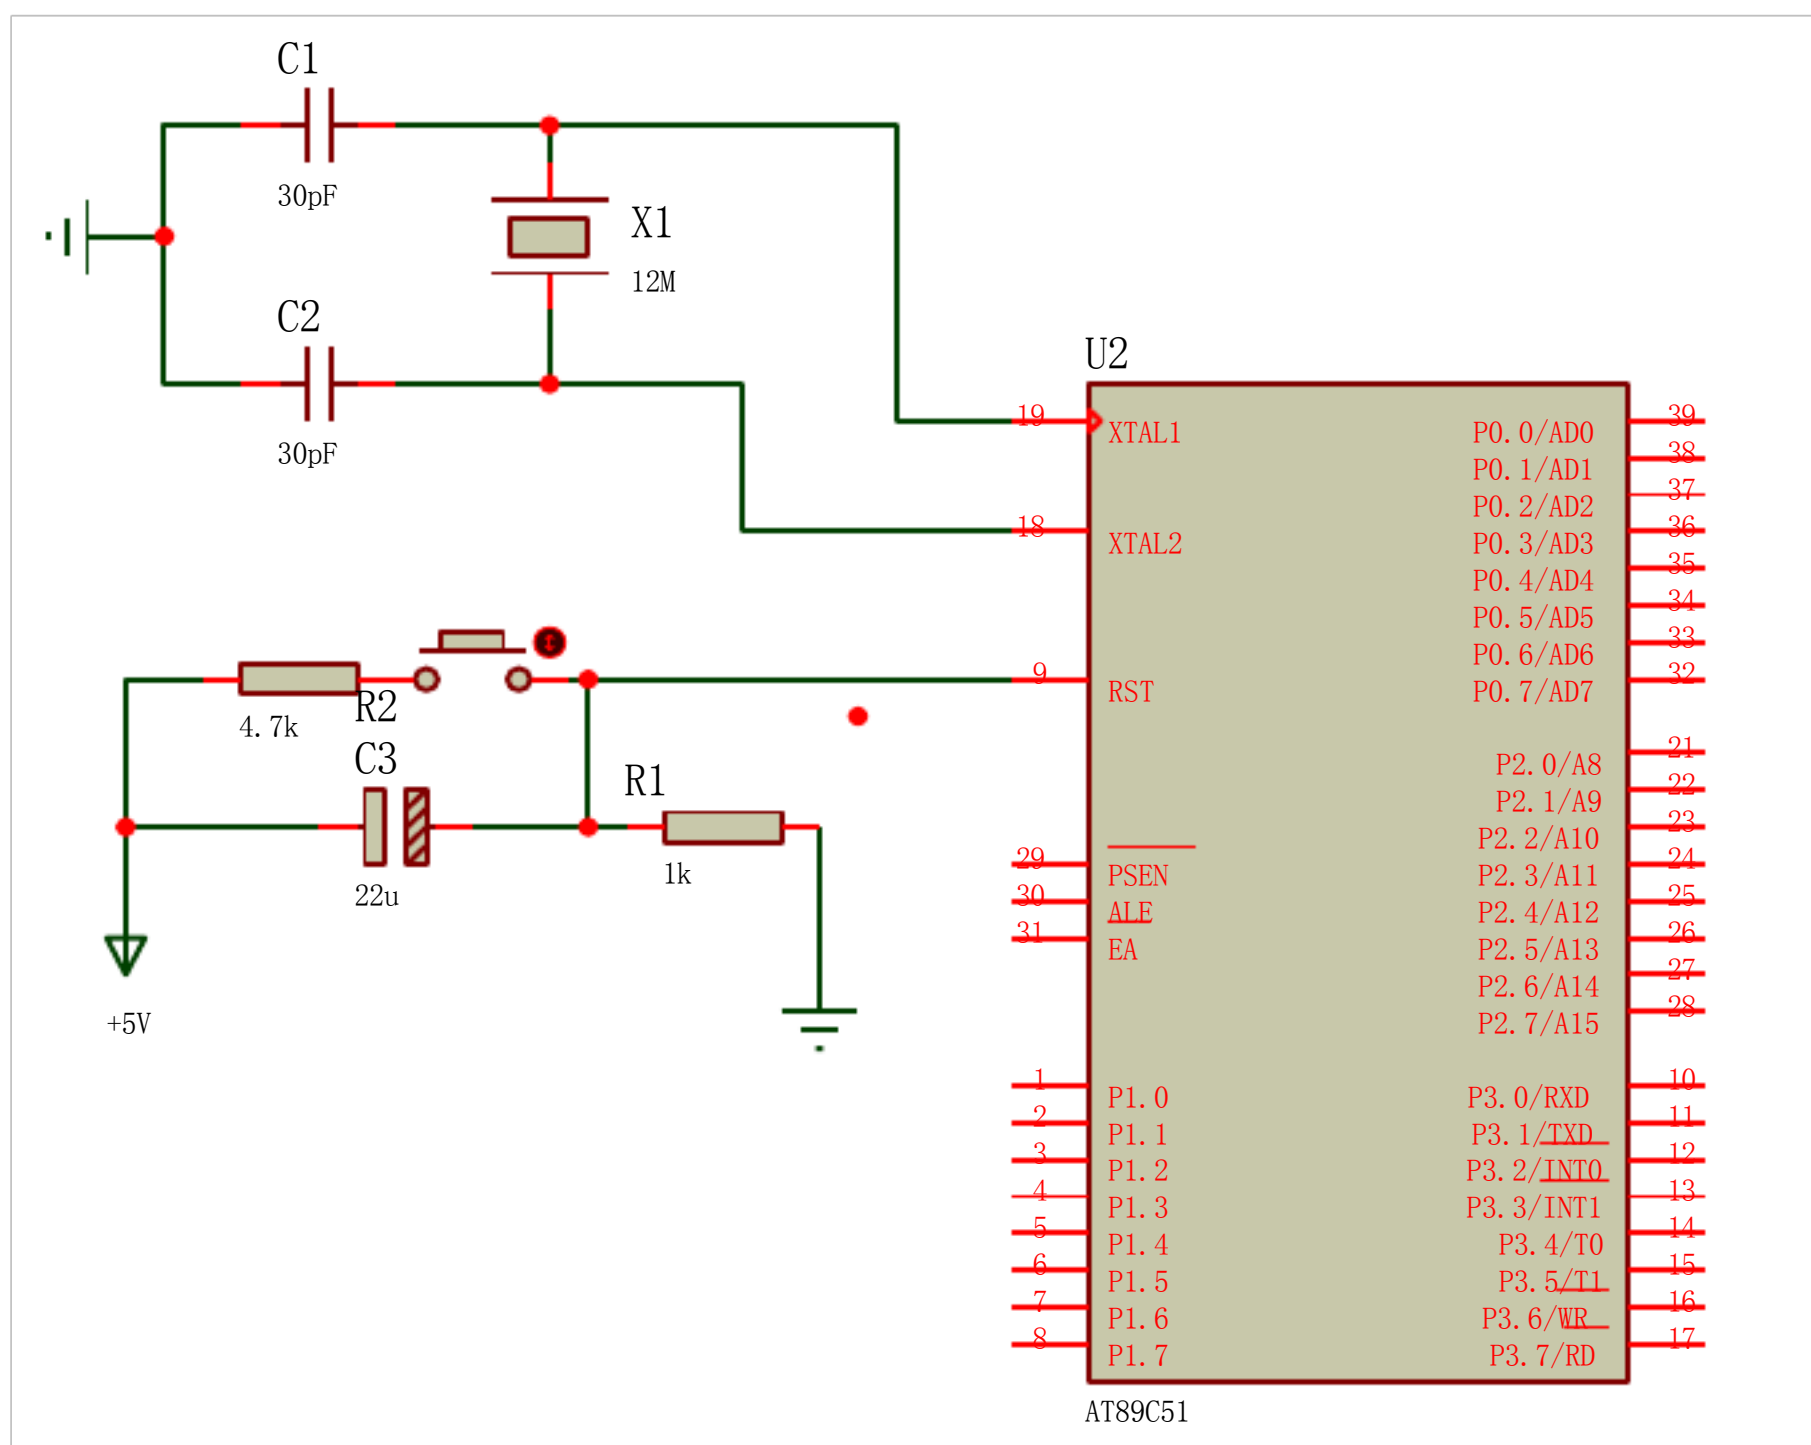 C1
30pF
X1
12M
C2
30pF
U2
19
XTAL1
18
XTAL2
R2
4.7k
9
RST
C3
22u
R1
1k
+5V
29
PSEN
30
ALE
31
EA
1
P1.0
2
P1.1
3
P1.2
4
P1.3
5
P1.4
6
P1.5
7
P1.6
8
P1.7
P0.0/AD0
39
P0.1/AD1
38
P0.2/AD2
37
P0.3/AD3
36
P0.4/AD4
35
P0.5/AD5
34
P0.6/AD6
33
P0.7/AD7
32
P2.0/A8
21
P2.1/A9
22
P2.2/A10
23
P2.3/A11
24
P2.4/A12
25
P2.5/A13
26
P2.6/A14
27
P2.7/A15
28
P3.0/RXD
10
P3.1/TXD
11
P3.2/INT0
12
P3.3/INT1
13
P3.4/T0
14
P3.5/T1
15
P3.6/WR
16
P3.7/RD
17
AT89C51